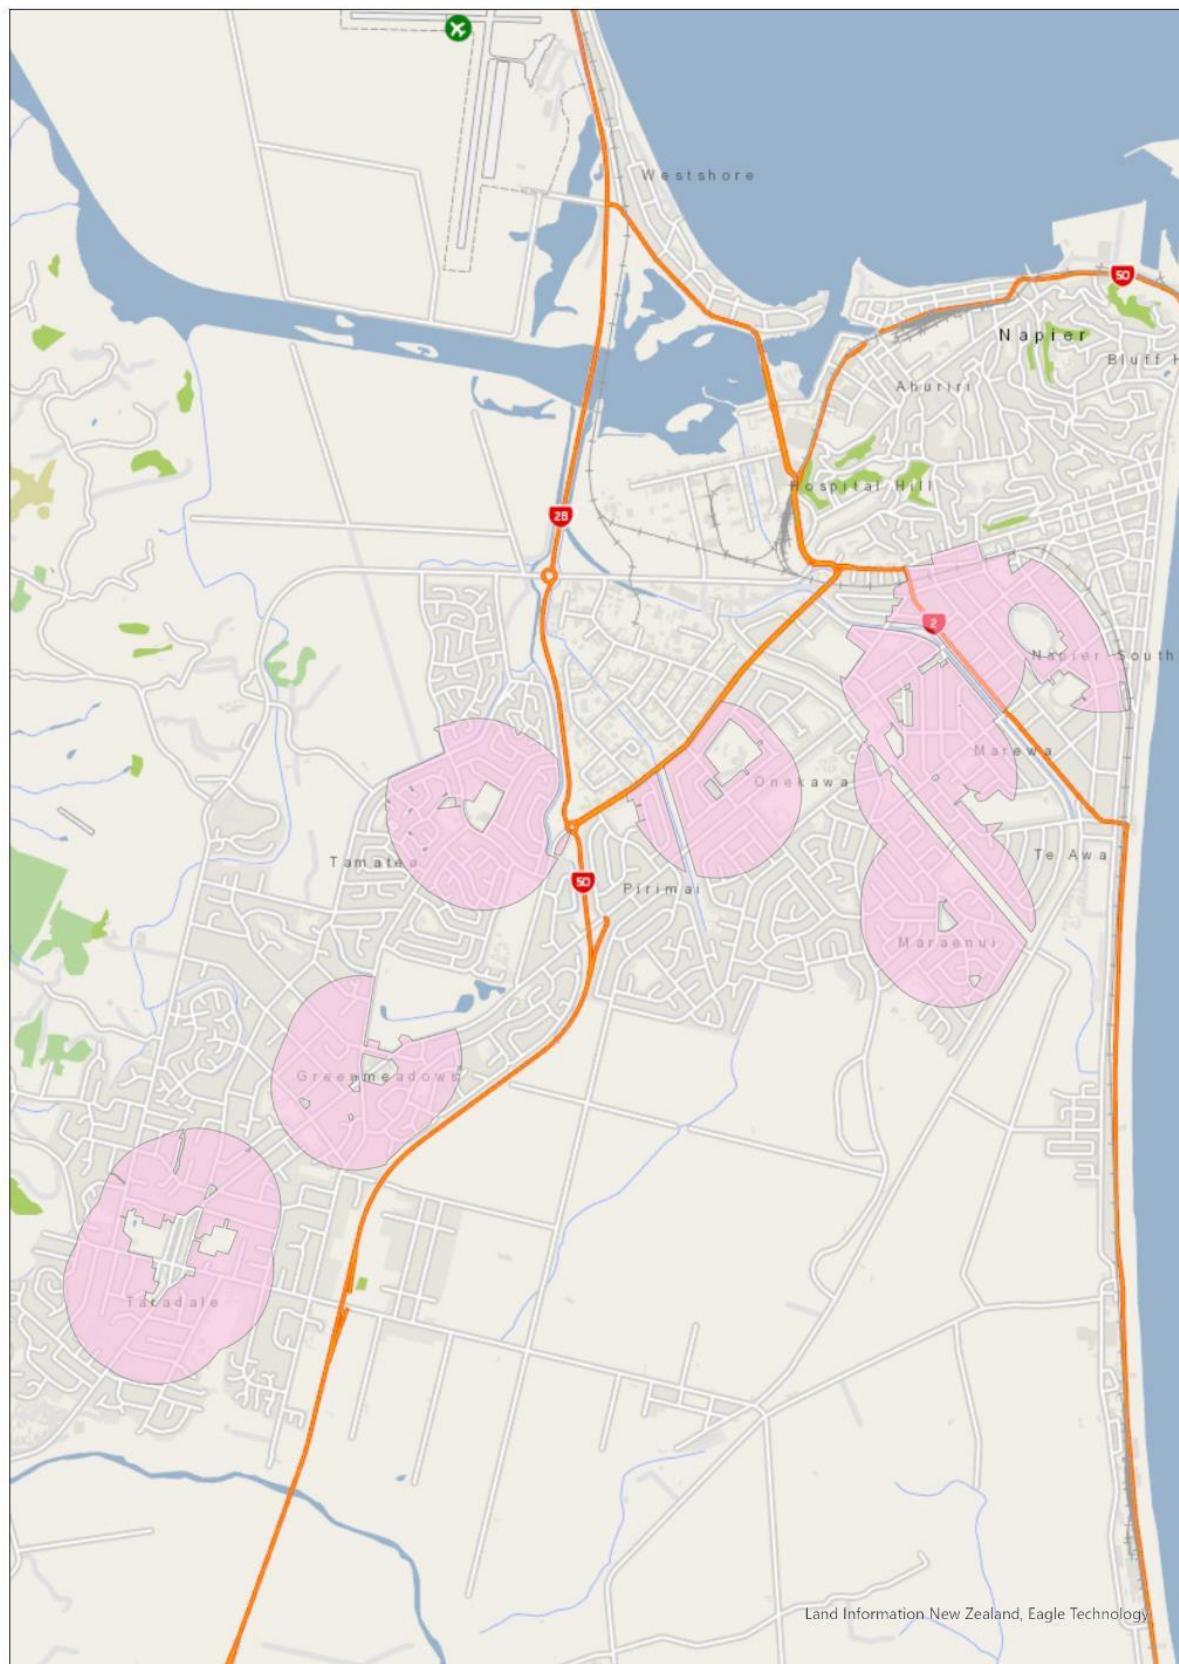 Westshore
50
Napier
Bluff H
Ahuriri
Hospital Hill
2B
2
Napier South
Marewa
Onekawa
Te Awa
Tamatea
50
Pirimai
Maraenui
Greenmeadows
Taradale
Land Information New Zealand, Eagle Technology